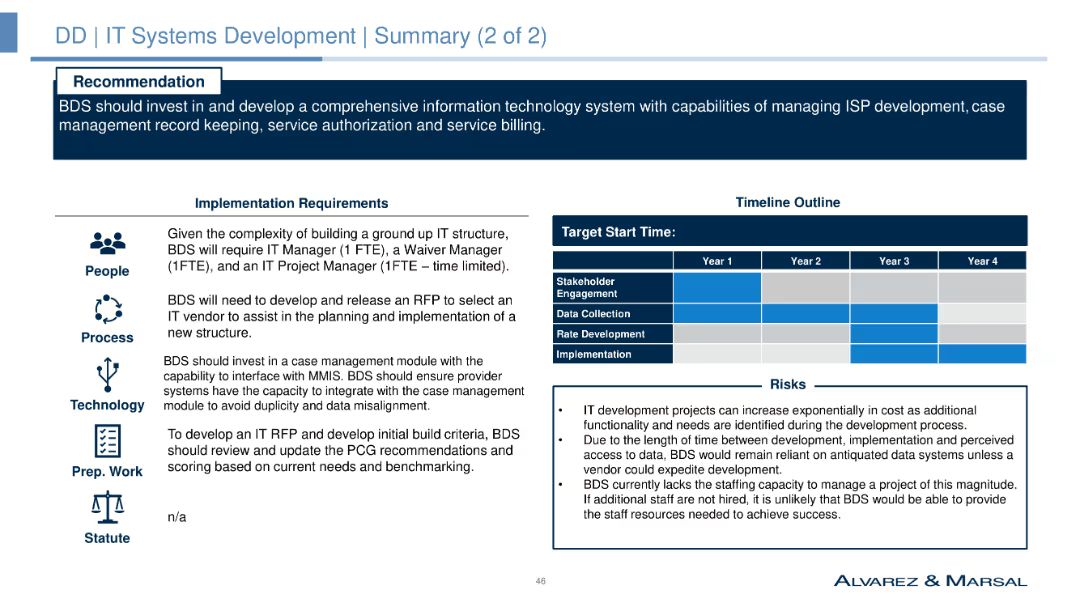 DD | IT Systems Development | Summary (2 of 2)
Recommendation
BDS should invest in and develop a comprehensive information technology system with capabilities of managing ISP development, case
management record keeping, service authorization and service billing.
Implementation Requirements
People
Given the complexity of building a ground up IT structure,
BDS will require IT Manager (1 FTE), a Waiver Manager
(1FTE), and an IT Project Manager (1FTE – time limited).
Process
BDS will need to develop and release an RFP to select an
IT vendor to assist in the planning and implementation of a
new structure.
Technology
BDS should invest in a case management module with the
capability to interface with MMIS. BDS should ensure provider
systems have the capacity to integrate with the case management
module to avoid duplicity and data misalignment.
Prep. Work
To develop an IT RFP and develop initial build criteria, BDS
should review and update the PCG recommendations and
scoring based on current needs and benchmarking.
Statute
n/a
Timeline Outline
Target Start Time:
Year 1 Year 2 Year 3 Year 4
Stakeholder
Engagement
Data Collection
Rate Development
Implementation
Risks
• IT development projects can increase exponentially in cost as additional
functionality and needs are identified during the development process.
• Due to the length of time between development, implementation and perceived
access to data, BDS would remain reliant on antiquated data systems unless a
vendor could expedite development.
• BDS currently lacks the staffing capacity to manage a project of this magnitude.
If additional staff are not hired, it is unlikely that BDS would be able to provide
the staff resources needed to achieve success.
46
ALVAREZ & MARSAL